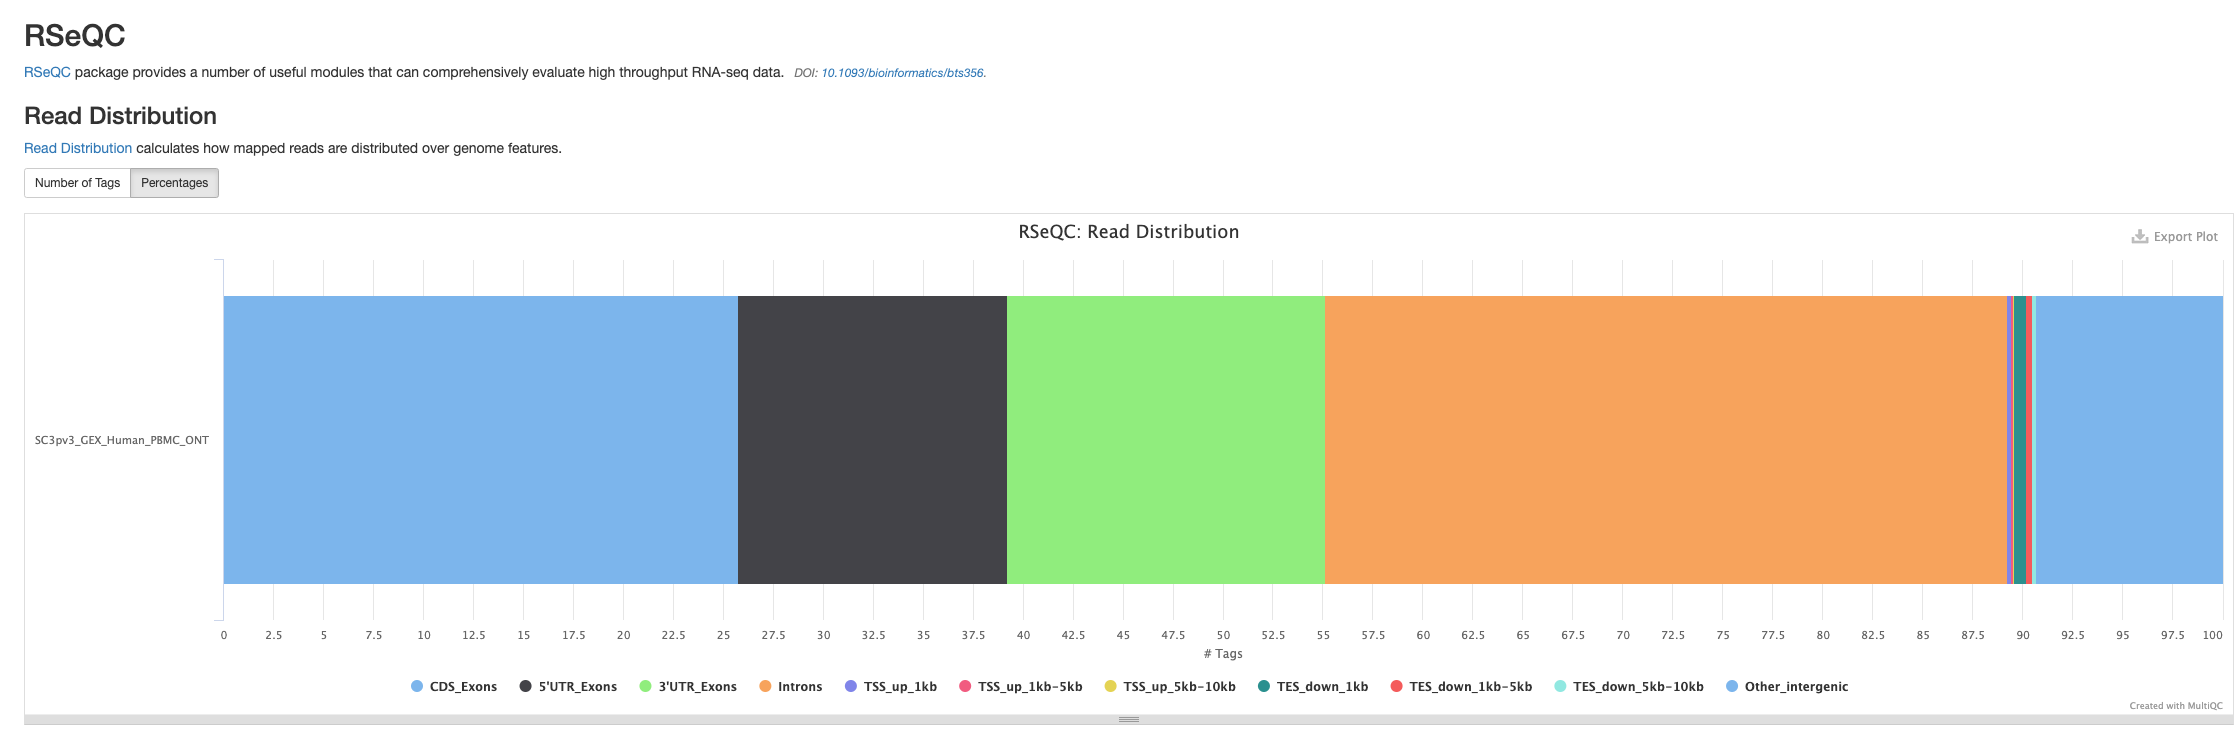 RSeQC
RSeQC package provides a number of useful modules that can comprehensively evaluate high throughput RNA-seq data. DOI: 10.1093/bioinformatics/bts356.
Read Distribution
Read Distribution calculates how mapped reads are distributed over genome features.
Number of Tags Percentages
RSeQC: Read Distribution
Export Plot
SC3pv3_GEX_Human_PBMC_ONT
0 2.5 5 7.5 10 12.5 15 17.5 20 22.5 25 27.5 30 32.5 35 37.5 40 42.5 45 47.5 50 52.5 55 57.5 60 62.5 65 67.5 70 72.5 75 77.5 80 82.5 85 87.5 90 92.5 95 97.5 100
# Tags
CDS_Exons 5'UTR_Exons 3'UTR_Exons Introns TSS_up_1kb TSS_up_1kb-5kb TSS_up_5kb-10kb TES_down_1kb TES_down_1kb-5kb TES_down_5kb-10kb Other_intergenic
Created with MultiQC